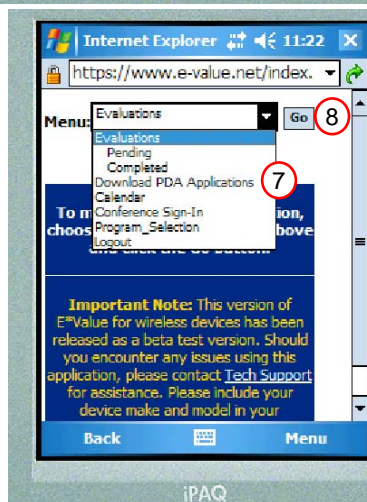 Internet Explorer 11:22 X
https://www.e-value.net/index.
Menu: Evaluations Go 8
Evaluations
Pending
Completed
Download PDA Applications 7
Calendar
Conference Sign-In
Program_Selection
Logout
To m ion,
choos bove
Important Note: This version of
E*Value for wireless devices has been
released as a beta test version. Should
you encounter any issues using this
application, please contact Tech Support
for assistance. Please include your
device make and model in your
Back Menu
iPAQ